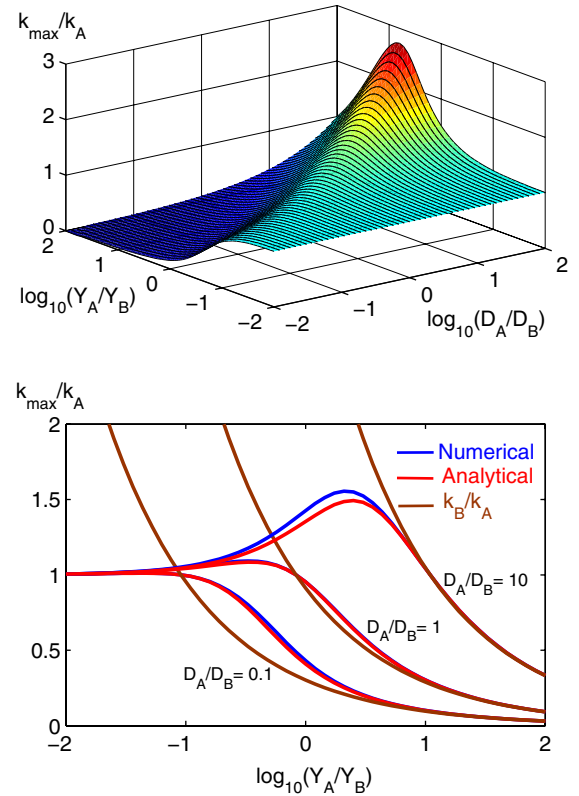 k_max/k_A
3
2
1
0
2
1
0
−1
−2
log_10(Y_A/Y_B)
−2
−1
0
1
2
log_10(D_A/D_B)
k_max/k_A
2
1.5
1
0.5
0
Numerical
Analytical
k_B/k_A
D_A/D_B= 10
D_A/D_B= 1
D_A/D_B= 0.1
−2
−1
0
1
2
log_10(Y_A/Y_B)